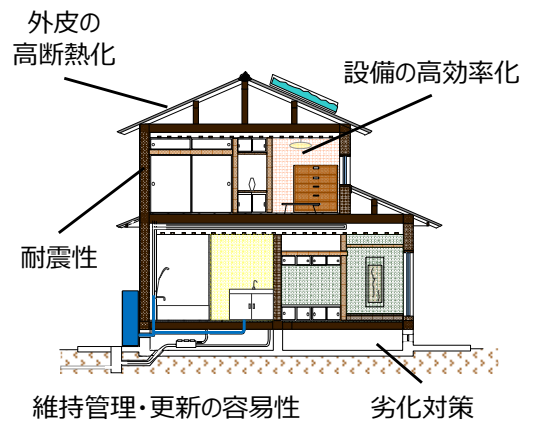 外皮の
高断熱化
設備の高効率化
耐震性
維持管理・更新の容易性
劣化対策